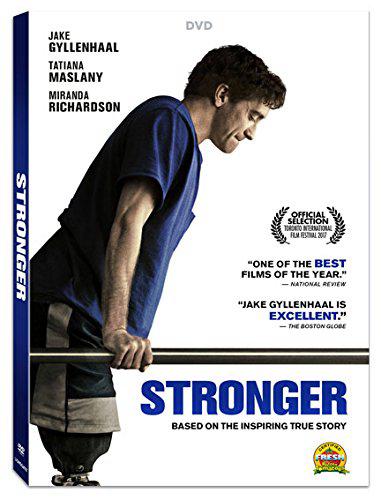 DVD
JAKE
GYLLENHAAL
TATIANA
MASLANY
MIRANDA
RICHARDSON
STRONGER
OFFICIAL
SELECTION
TORONTO INTERNATIONAL
FILM FESTIVAL 2017
“ONE OF THE BEST
FILMS OF THE YEAR.”
— NATIONAL REVIEW
“JAKE GYLLENHAAL IS
EXCELLENT.”
— THE BOSTON GLOBE
STRONGER
BASED ON THE INSPIRING TRUE STORY
CERTIFIED
FRESH